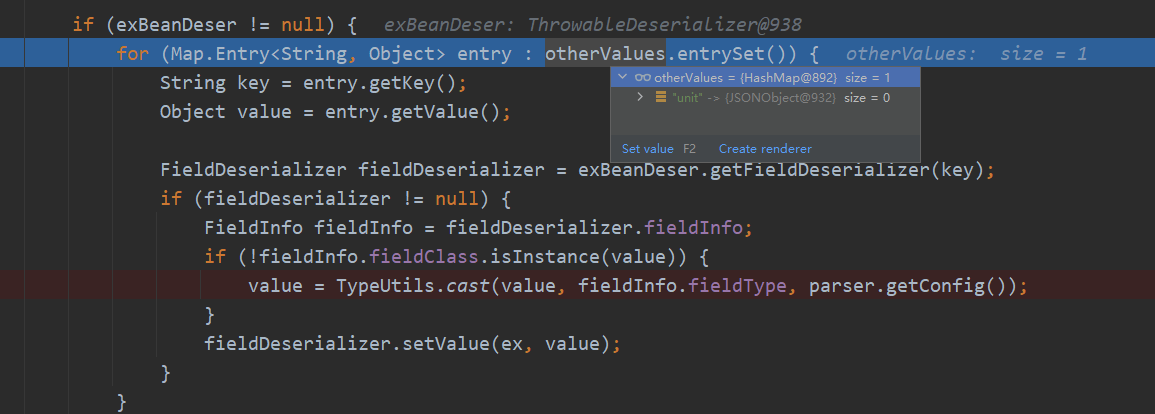 if (exBeanDeser != null) { exBeanDeser: ThrowableDeserializer@938
for (Map.Entry<String, Object> entry : otherValues.entrySet()) { otherValues: size = 1
otherValues = {HashMap@892} size = 1
String key = entry.getKey();
"unit" -> {JSONObject@932} size = 0
Object value = entry.getValue();
Set value F2 Create renderer
FieldDeserializer fieldDeserializer = exBeanDeser.getFieldDeserializer(key);
if (fieldDeserializer != null) {
FieldInfo fieldInfo = fieldDeserializer.fieldInfo;
if (!fieldInfo.fieldClass.isInstance(value)) {
value = TypeUtils.cast(value, fieldInfo.fieldType, parser.getConfig());
}
fieldDeserializer.setValue(ex, value);
}
}